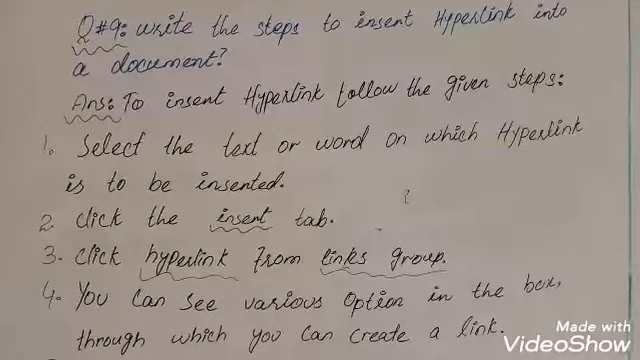 Q#9: Write the steps to insert Hyperlink into
a document?
Ans: To insert Hyperlink follow the given steps:
1. Select the text or word on which Hyperlink
is to be inserted.
2. Click the insert tab.
3. Click hyperlink from links group.
4. You can see various option in the box,
through which you can create a link.
Made with
VideoShow